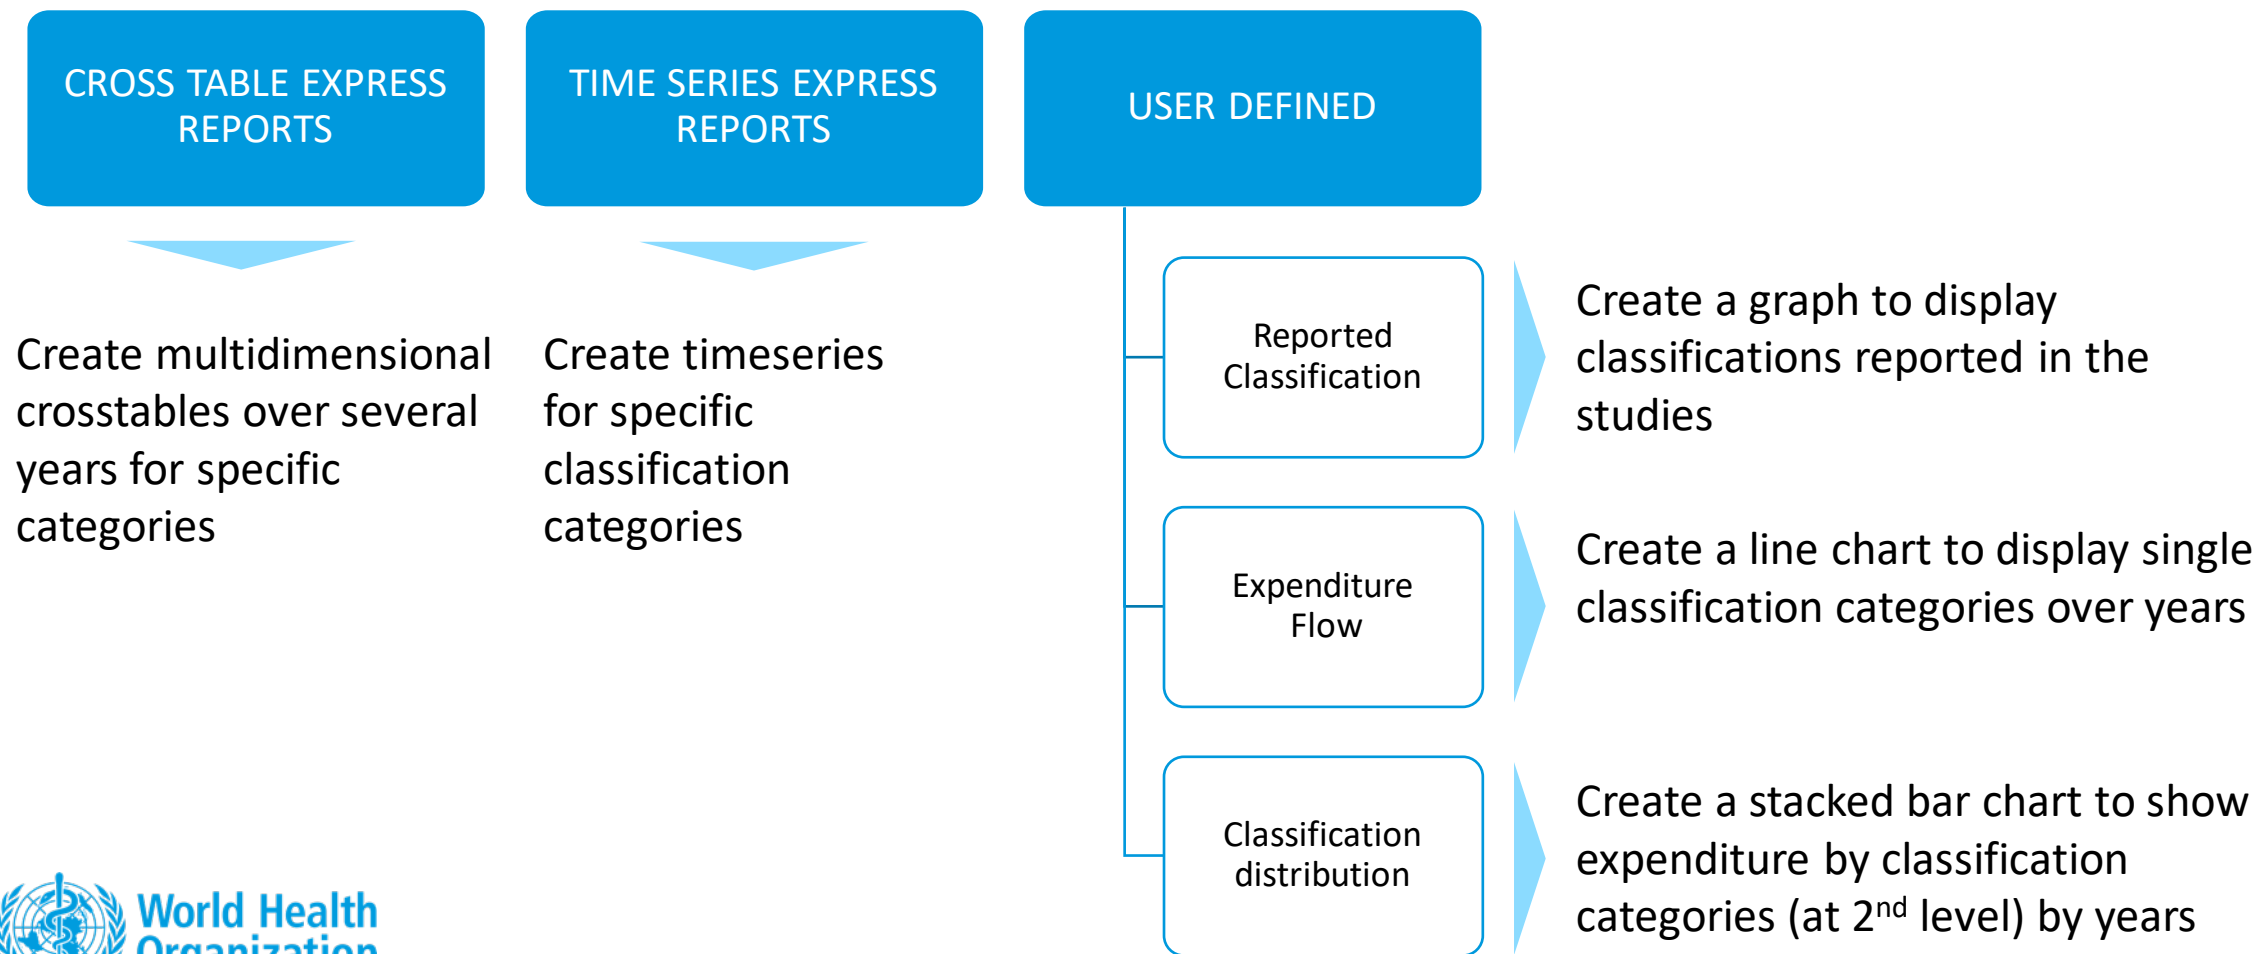 CROSS TABLE EXPRESS
REPORTS
TIME SERIES EXPRESS
REPORTS
USER DEFINED
Create multidimensional
crosstables over several
years for specific
categories
Create timeseries
for specific
classification
categories
Reported
Classification
Create a graph to display
classifications reported in the
studies
Expenditure
Flow
Create a line chart to display single
classification categories over years
Classification
distribution
Create a stacked bar chart to show
expenditure by classification
categories (at 2nd level) by years
World Health
Organization